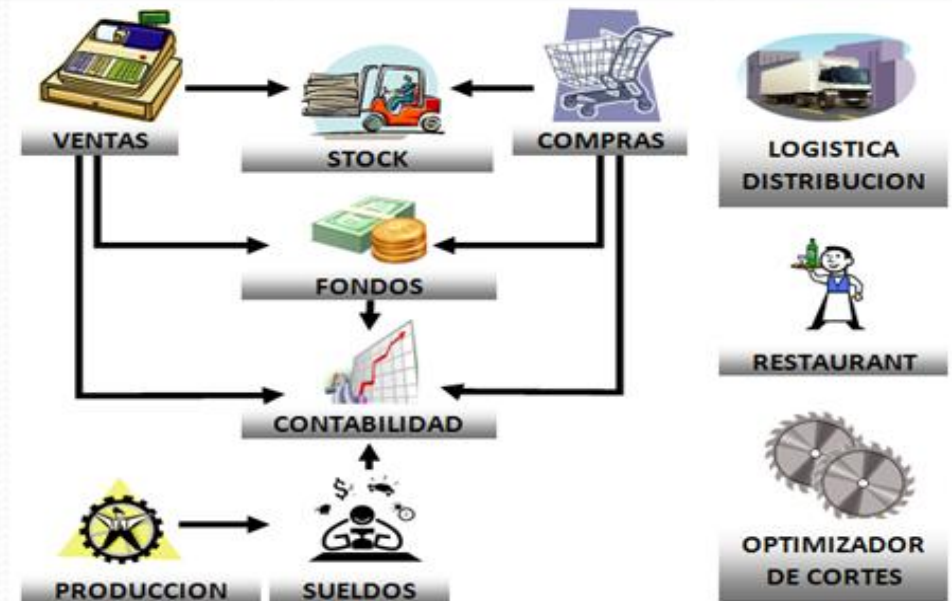 VENTAS
STOCK
COMPRAS
LOGISTICA
DISTRIBUCION
FONDOS
RESTAURANT
CONTABILIDAD
$
OPTIMIZADOR
DE CORTES
PRODUCCION
SUELDOS